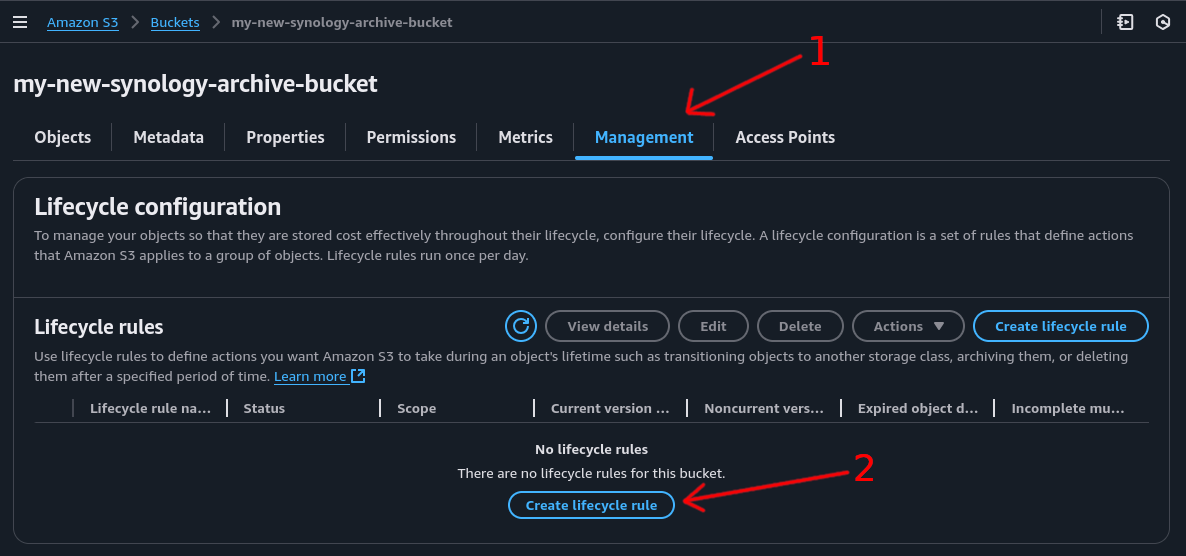 Amazon S3 > Buckets > my-new-synology-archive-bucket
1
my-new-synology-archive-bucket
Objects Metadata Properties Permissions Metrics Management Access Points
Lifecycle configuration
To manage your objects so that they are stored cost effectively throughout their lifecycle, configure their lifecycle. A lifecycle configuration is a set of rules that define actions
that Amazon S3 applies to a group of objects. Lifecycle rules run once per day.
Lifecycle rules View details Edit Delete Actions Create lifecycle rule
Use lifecycle rules to define actions you want Amazon S3 to take during an object's lifetime such as transitioning objects to another storage class, archiving them, or deleting
them after a specified period of time. Learn more
Lifecycle rule na... Status Scope Current version ... Noncurrent vers... Expired object d... Incomplete mu...
No lifecycle rules
There are no lifecycle rules for this bucket.
2
Create lifecycle rule